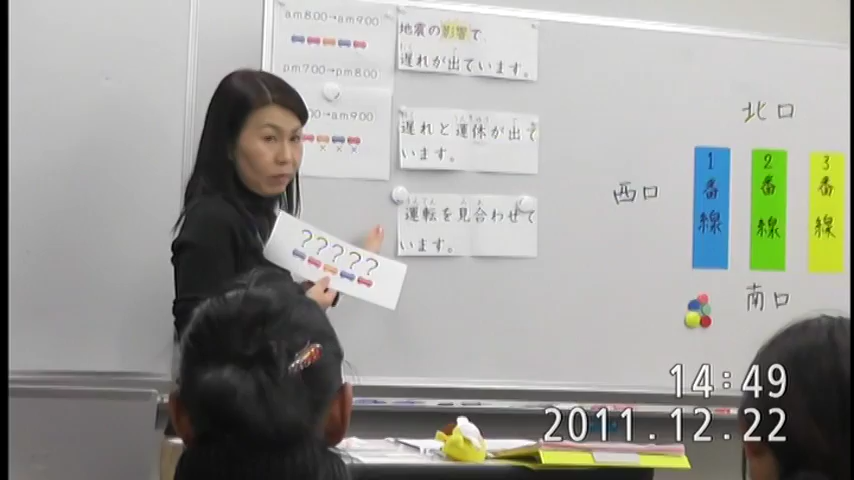 am8:00→am9:00
pm7:00→pm8:00
00→am9:00
×
×
×
地震の影響で、
遅れが出ています。
遅れと運休が出て
います。
運転を見合わせて
います。
?????
北口
西口
1番線
2番線
3番線
南口
14:49
2011.12.22